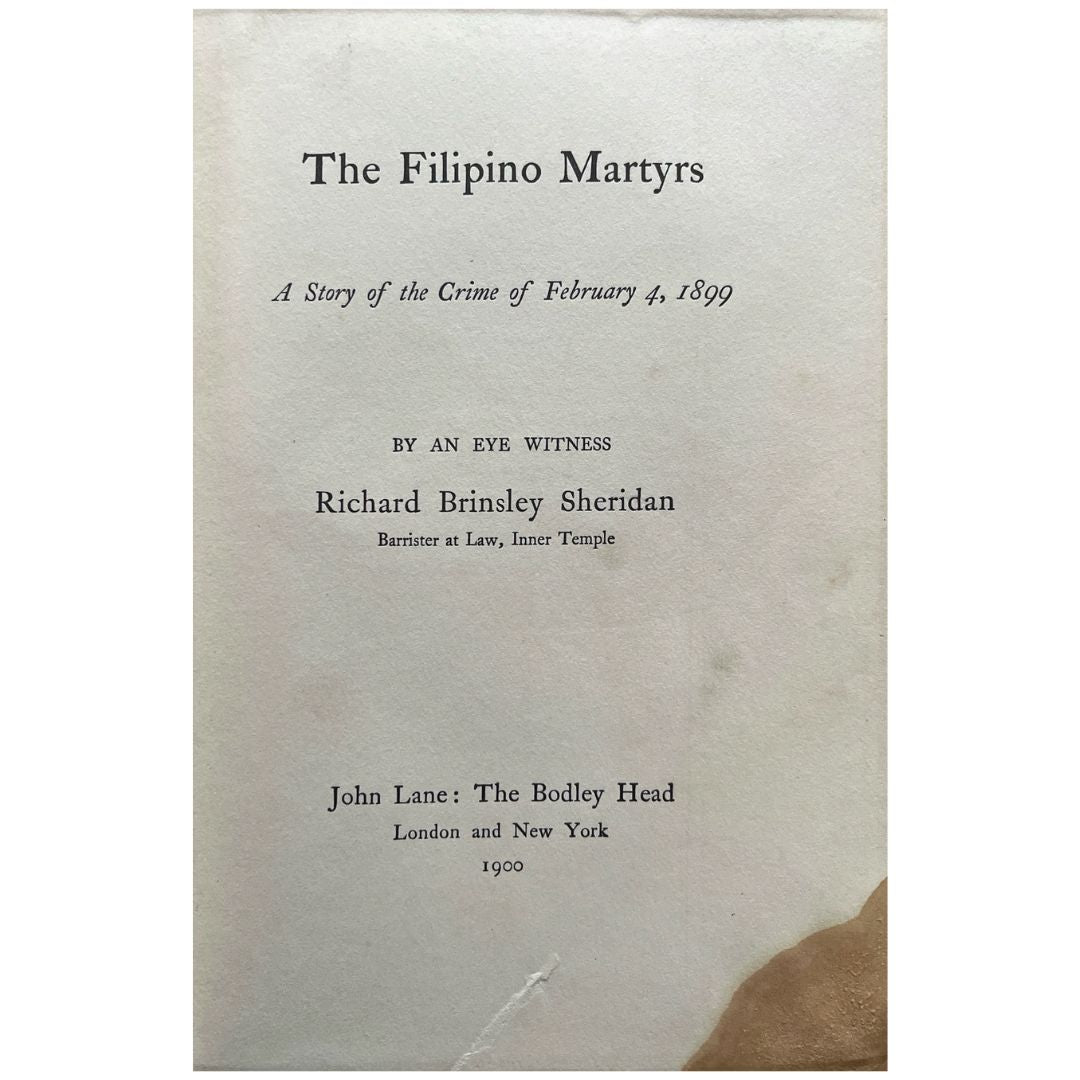 The Filipino Martyrs
A Story of the Crime of February 4, 1899
BY AN EYE WITNESS
Richard Brinsley Sheridan
Barrister at Law, Inner Temple
John Lane: The Bodley Head
London and New York
1900